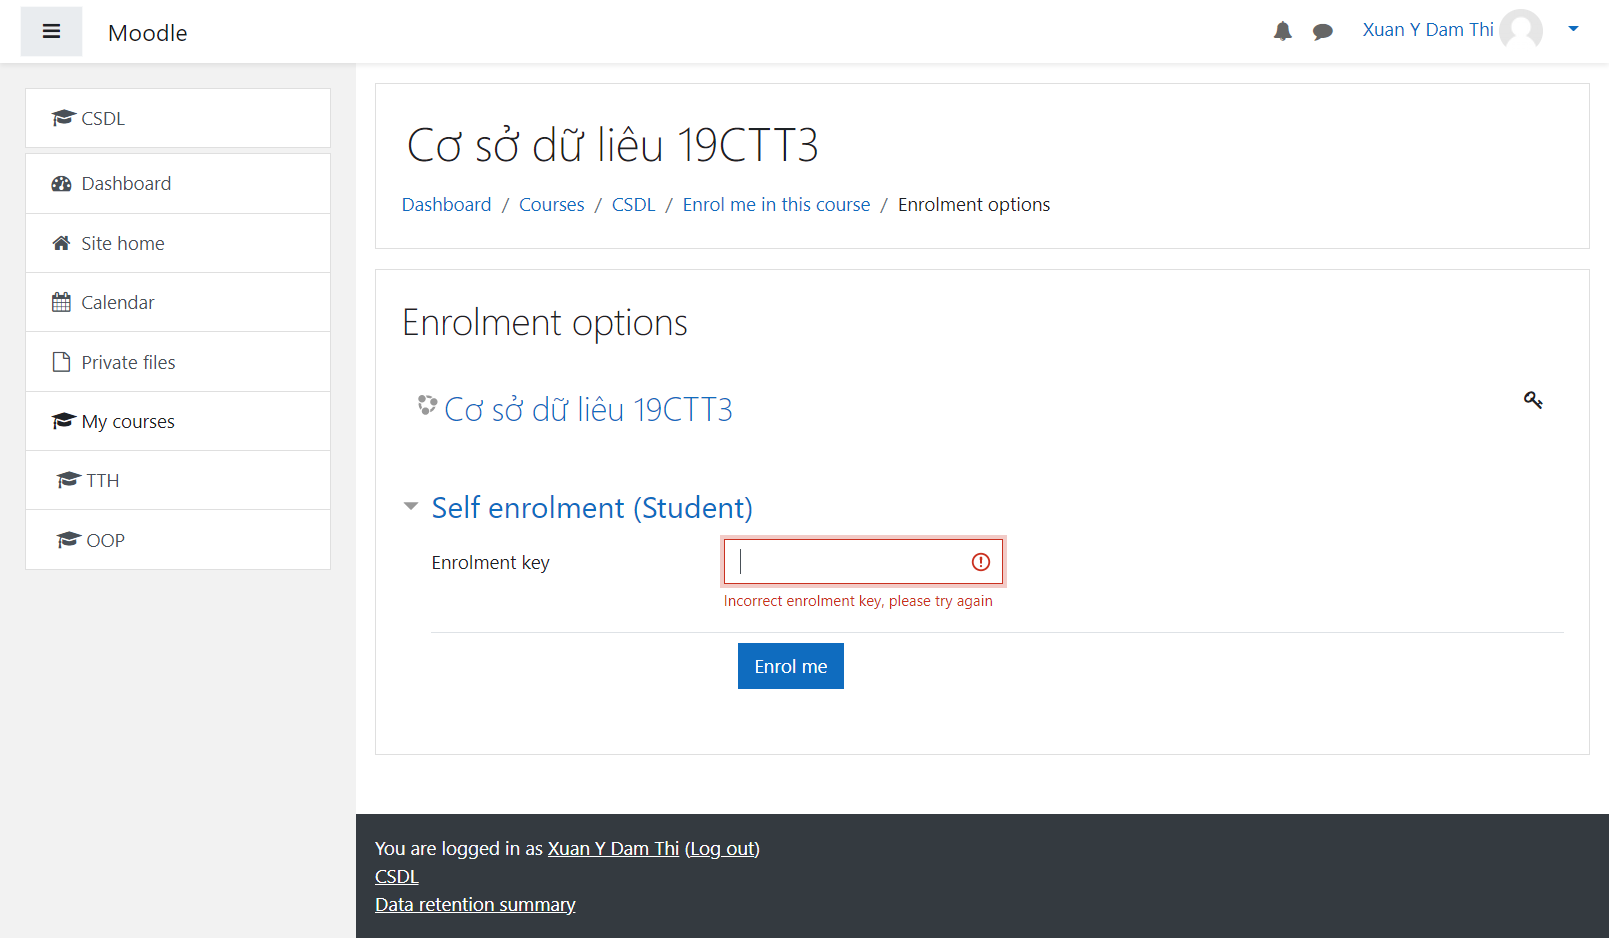 Moodle
Xuan Y Dam Thi
CSDL
Dashboard
Site home
Calendar
Private files
My courses
TTH
OOP
Cơ sở dữ liêu 19CTT3
Dashboard / Courses / CSDL / Enrol me in this course / Enrolment options
Enrolment options
Cơ sở dữ liêu 19CTT3
Self enrolment (Student)
Enrolment key
Incorrect enrolment key, please try again
Enrol me
You are logged in as Xuan Y Dam Thi (Log out)
CSDL
Data retention summary